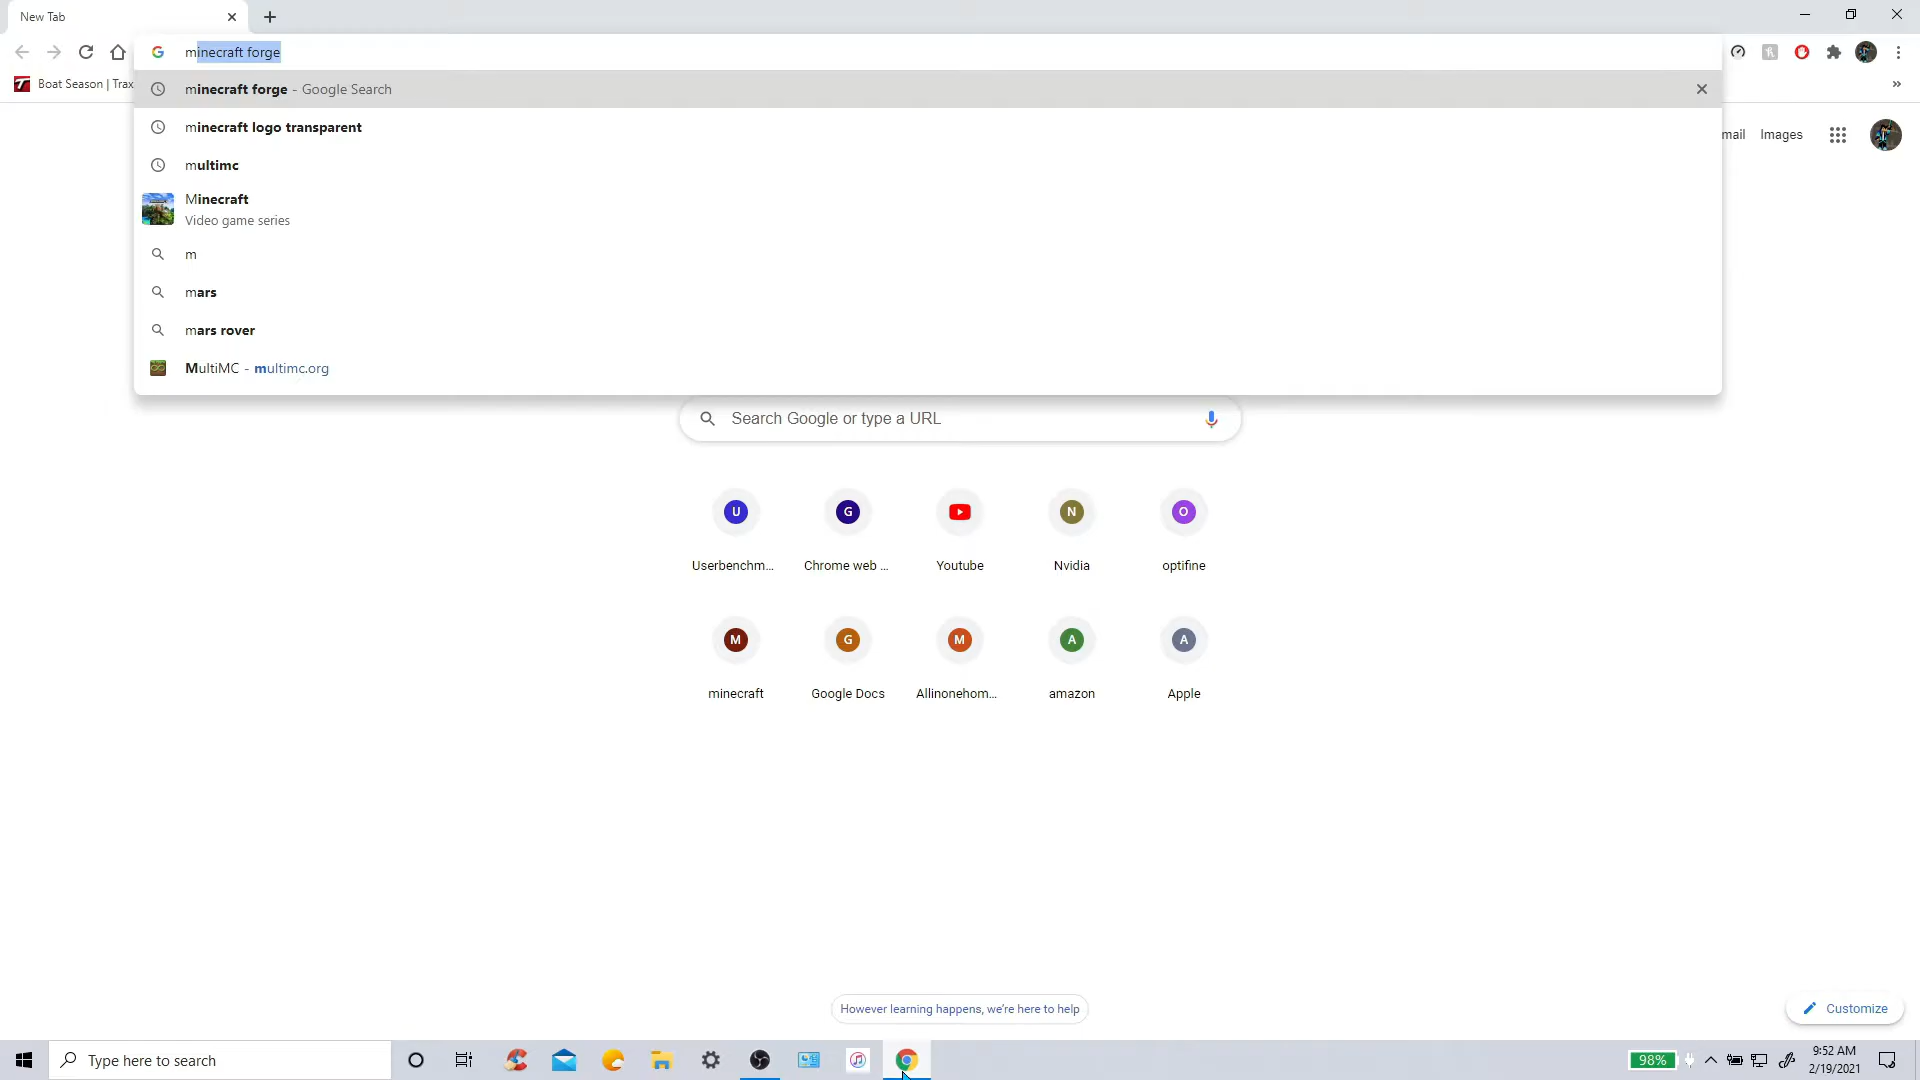 New Tab
minecraft forge
Boat Season | Trax
minecraft forge - Google Search
minecraft logo transparent
multimc
Minecraft
Video game series
m
mars
mars rover
MultiMC - multimc.org
mail Images
Search Google or type a URL
U G N O
Userbenchm... Chrome web ... Youtube Nvidia optifine
M G M A A
minecraft Google Docs Allinonehom... amazon Apple
However learning happens, we're here to help
Customize
Type here to search
98%
9:52 AM
2/19/2021